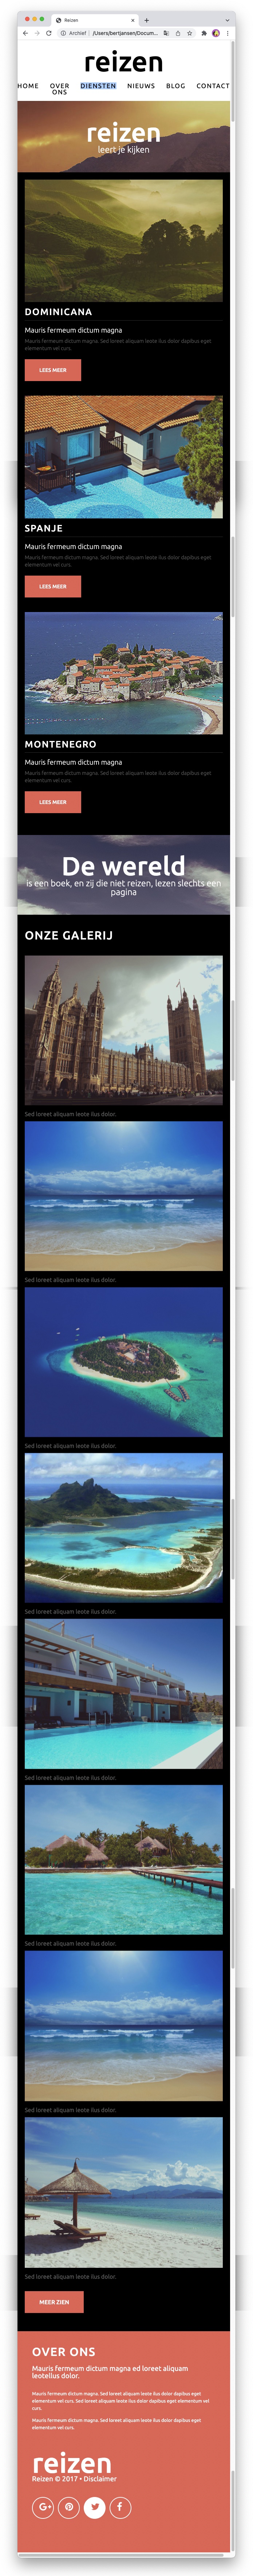 Reizen
Archief
/Users/bertjansen/Docum...
reizen
HOME OVER ONS DIENSTEN NIEUWS BLOG CONTACT
reizen
leert je kijken
DOMINICANA
Mauris fermeum dictum magna
Mauris fermeum dictum magna. Sed loreet aliquam leote ilus dolor dapibus eget
elementum vel curs.
LEES MEER
SPANJE
Mauris fermeum dictum magna
Mauris fermeum dictum magna. Sed loreet aliquam leote ilus dolor dapibus eget
elementum vel curs.
LEES MEER
MONTENEGRO
Mauris fermeum dictum magna
Mauris fermeum dictum magna. Sed loreet aliquam leote ilus dolor dapibus eget
elementum vel curs.
LEES MEER
De wereld
is een boek, en zij die niet reizen, lezen slechts een
pagina
ONZE GALERIJ
Sed loreet aliquam leote ilus dolor.
Sed loreet aliquam leote ilus dolor.
Sed loreet aliquam leote ilus dolor.
Sed loreet aliquam leote ilus dolor.
Sed loreet aliquam leote ilus dolor.
Sed loreet aliquam leote ilus dolor.
Sed loreet aliquam leote ilus dolor.
Sed loreet aliquam leote ilus dolor.
MEER ZIEN
OVER ONS
Mauris fermeum dictum magna ed loreet aliquam
leotellus dolor.
Mauris fermeum dictum magna. Sed loreet aliquam leote ilus dolor dapibus eget
elementum vel curs. Sed loreet aliquam leote ilus dolor dapibus eget elementum vel
curs.
Mauris fermeum dictum magna. Sed loreet aliquam leote ilus dolor dapibus eget
elementum vel curs.
reizen
Reizen © 2017 • Disclaimer